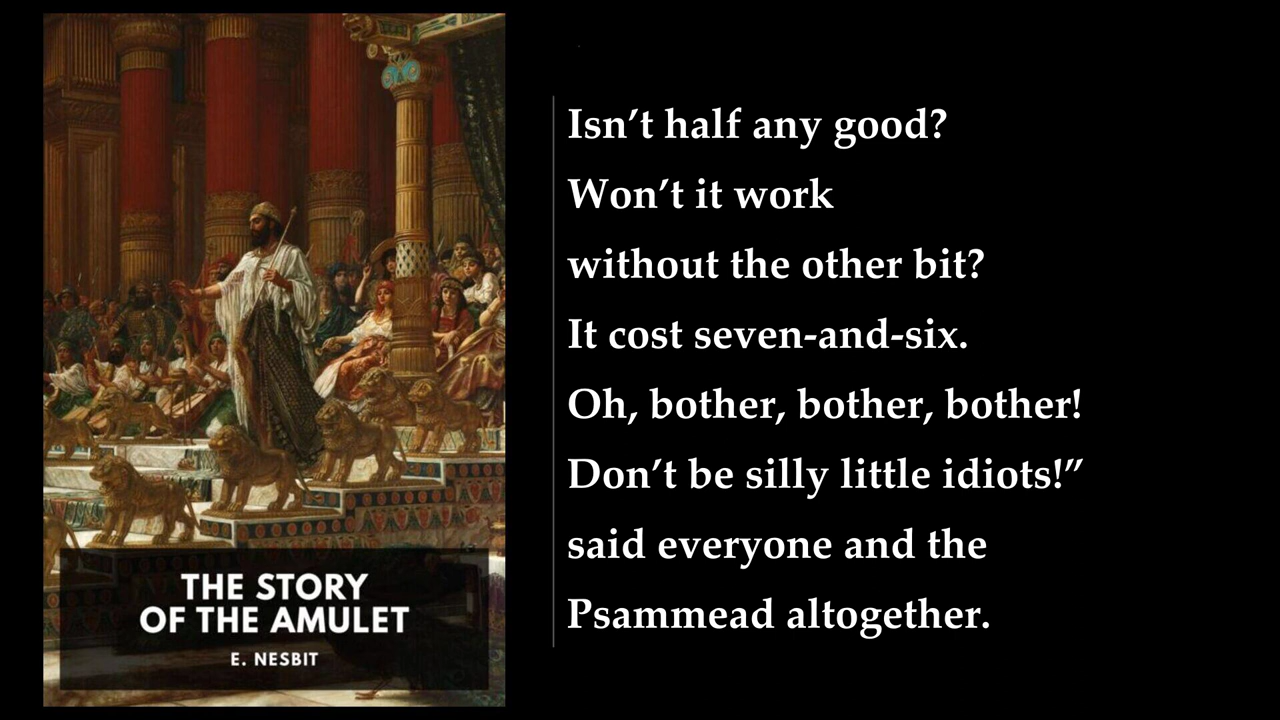 THE STORY
OF THE AMULET
E. NESBIT
Isn’t half any good?
Won’t it work
without the other bit?
It cost seven-and-six.
Oh, bother, bother, bother!
Don’t be silly little idiots!”
said everyone and the
Psammead altogether.